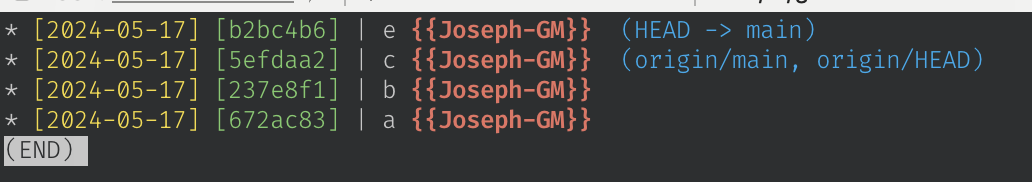 * [2024-05-17] [b2bc4b6] | e {{Joseph-GM}}  (HEAD -> main)
* [2024-05-17] [5efdaa2] | c {{Joseph-GM}}  (origin/main, origin/HEAD)
* [2024-05-17] [237e8f1] | b {{Joseph-GM}}
* [2024-05-17] [672ac83] | a {{Joseph-GM}}
(END)